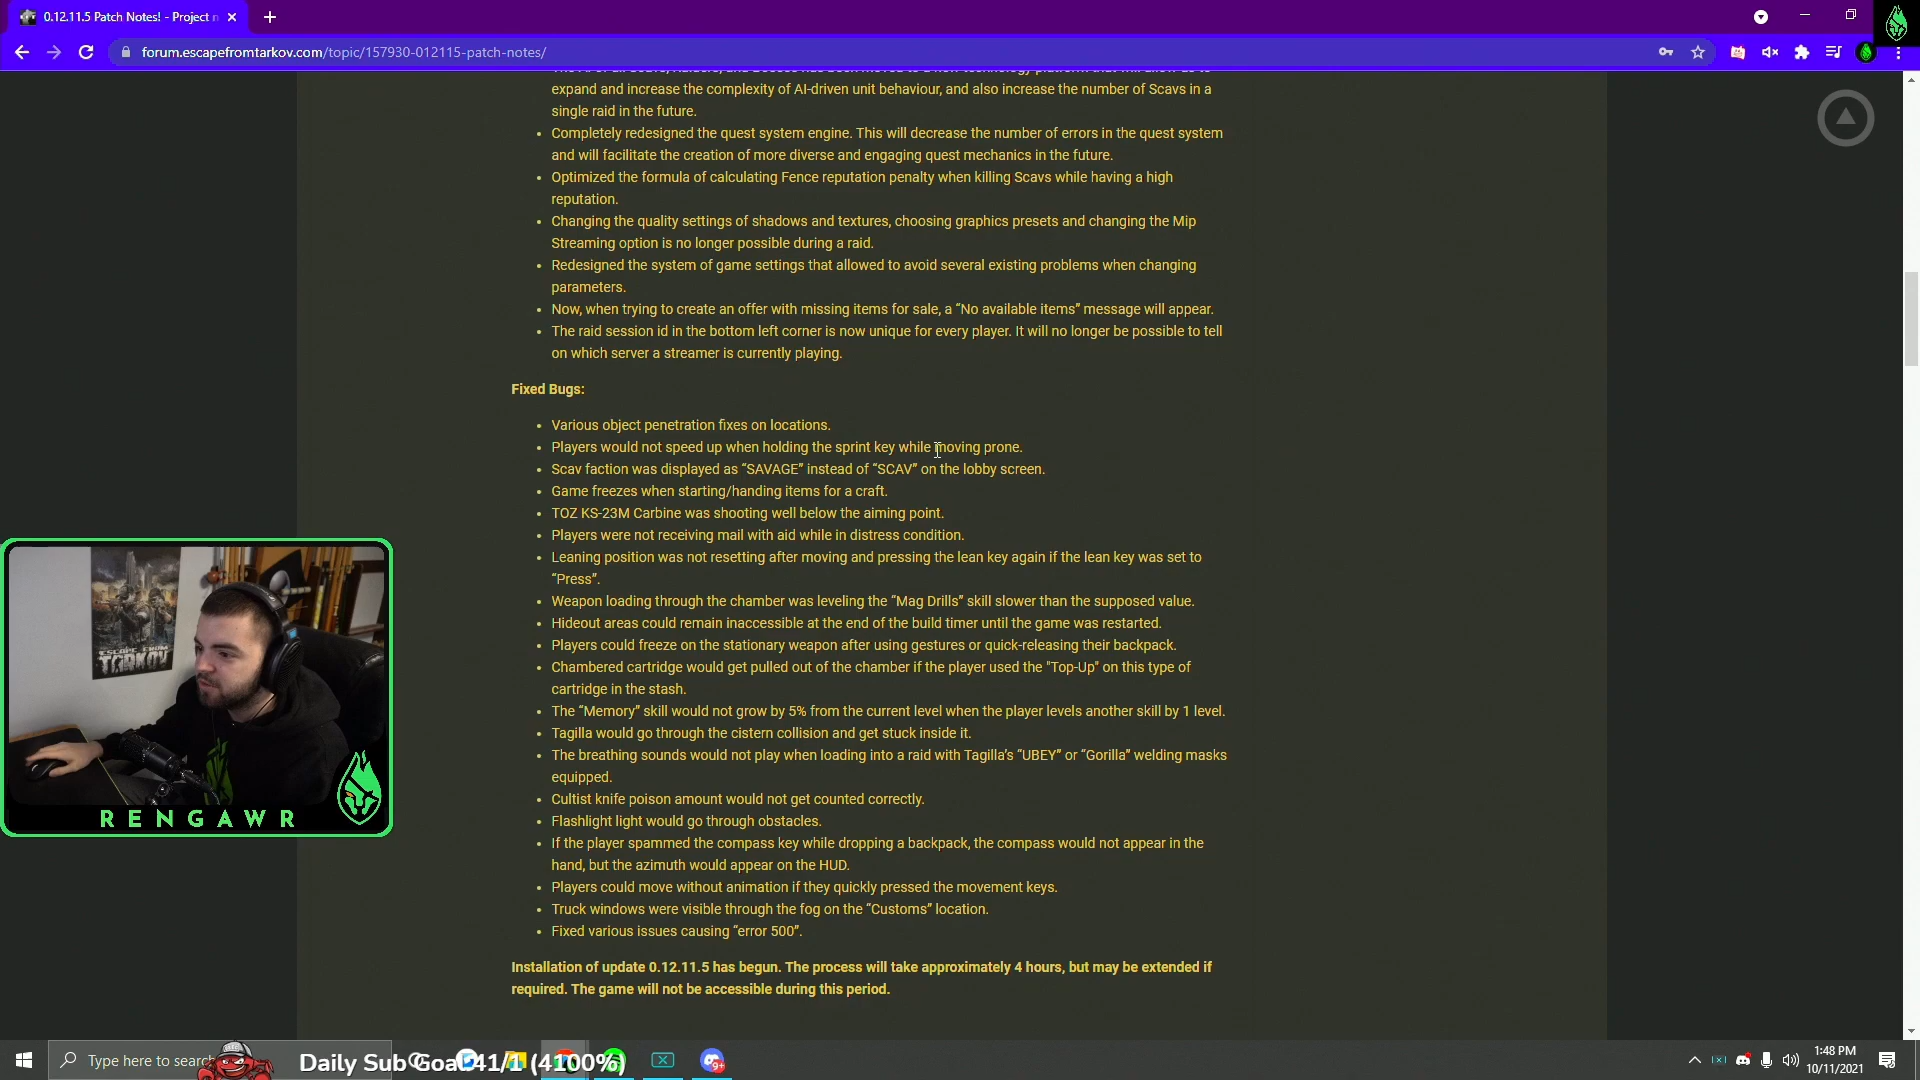 0.12.11.5 Patch Notes! - Project n
forum.escapefromtarkov.com/topic/157930-012115-patch-notes/
expand and increase the complexity of AI-driven unit behaviour, and also increase the number of Scavs in a
single raid in the future.
Completely redesigned the quest system engine. This will decrease the number of errors in the quest system
and will facilitate the creation of more diverse and engaging quest mechanics in the future.
Optimized the formula of calculating Fence reputation penalty when killing Scavs while having a high
reputation.
Changing the quality settings of shadows and textures, choosing graphics presets and changing the Mip
Streaming option is no longer possible during a raid.
Redesigned the system of game settings that allowed to avoid several existing problems when changing
parameters.
Now, when trying to create an offer with missing items for sale, a “No available items” message will appear.
The raid session id in the bottom left corner is now unique for every player. It will no longer be possible to tell
on which server a streamer is currently playing.
Fixed Bugs:
Various object penetration fixes on locations.
Players would not speed up when holding the sprint key while moving prone.
Scav faction was displayed as “SAVAGE” instead of “SCAV” on the lobby screen.
Game freezes when starting/handing items for a craft.
TOZ KS-23M Carbine was shooting well below the aiming point.
Players were not receiving mail with aid while in distress condition.
Leaning position was not resetting after moving and pressing the lean key again if the lean key was set to
“Press”.
Weapon loading through the chamber was leveling the “Mag Drills” skill slower than the supposed value.
Hideout areas could remain inaccessible at the end of the build timer until the game was restarted.
Players could freeze on the stationary weapon after using gestures or quick-releasing their backpack.
Chambered cartridge would get pulled out of the chamber if the player used the "Top-Up" on this type of
cartridge in the stash.
The “Memory” skill would not grow by 5% from the current level when the player levels another skill by 1 level.
Tagilla would go through the cistern collision and get stuck inside it.
The breathing sounds would not play when loading into a raid with Tagilla’s “UBEY” or “Gorilla” welding masks
equipped.
Cultist knife poison amount would not get counted correctly.
Flashlight light would go through obstacles.
If the player spammed the compass key while dropping a backpack, the compass would not appear in the
hand, but the azimuth would appear on the HUD.
Players could move without animation if they quickly pressed the movement keys.
Truck windows were visible through the fog on the “Customs” location.
Fixed various issues causing “error 500”.
Installation of update 0.12.11.5 has begun. The process will take approximately 4 hours, but may be extended if
required. The game will not be accessible during this period.
ESCAPE FROM
TARKOV
RENGAWR
Type here to search
Daily Sub Goal 41/1 (4100%)
9+
1:48 PM
10/11/2021